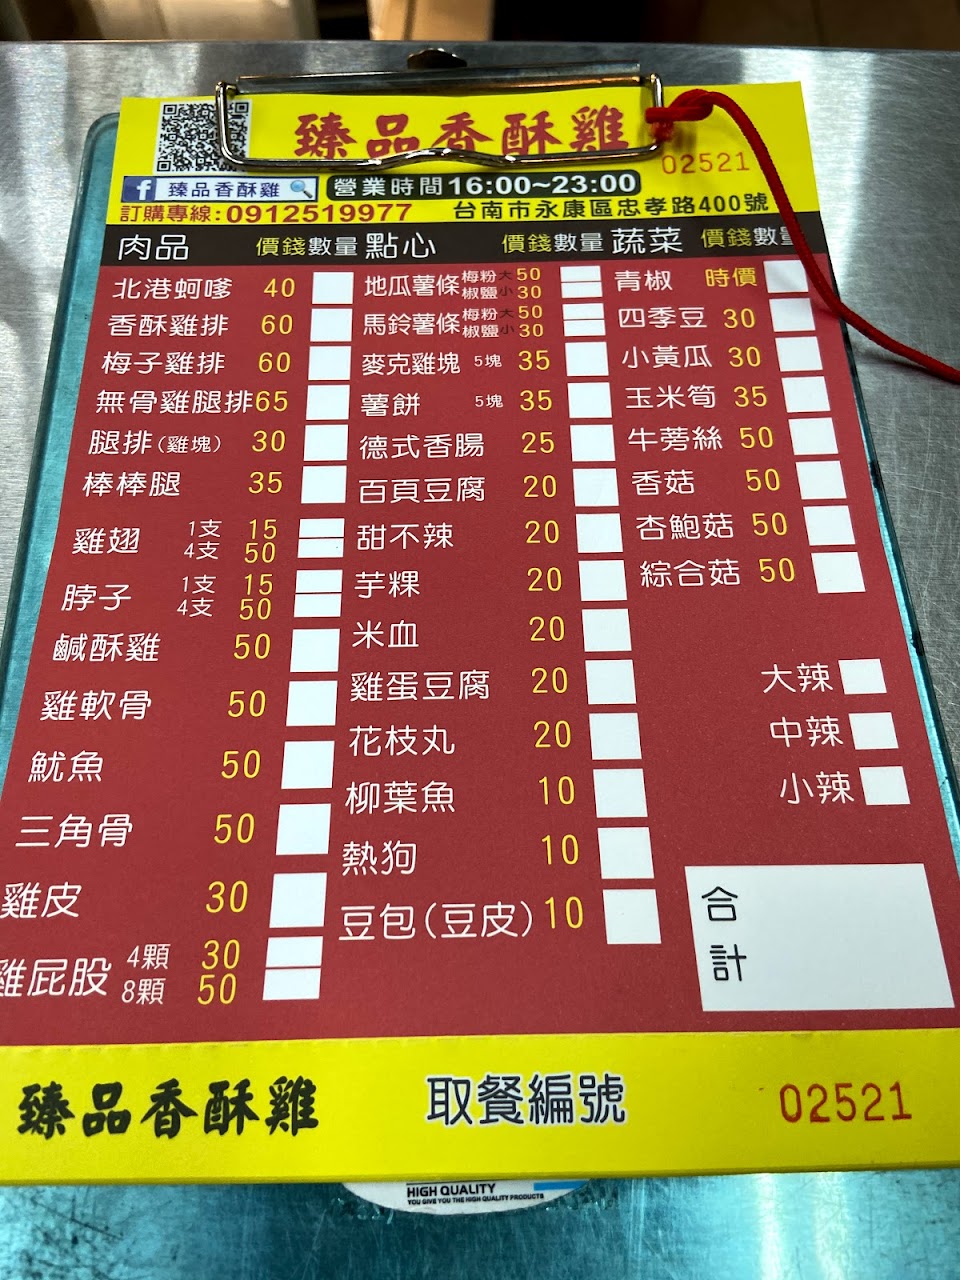 臻品香酥雞
02521
臻品香酥雞
營業時間16:00~23:00
訂購專線:0912519977 台南市永康區忠孝路400號
肉品 價錢 數量
北港蚵嗲 40
香酥雞排 60
梅子雞排 60
無骨雞腿排 65
腿排(雞塊) 30
棒棒腿 35
雞翅 1支 15
4支 50
脖子 1支 15
4支 50
鹹酥雞 50
雞軟骨 50
魷魚 50
三角骨 50
雞皮 30
雞屁股 4顆 30
8顆 50
點心 價錢 數量
地瓜薯條 梅粉 大 50
椒鹽 小 30
馬鈴薯條 梅粉 大 50
椒鹽 小 30
麥克雞塊 5塊 35
薯餅 5塊 35
德式香腸 25
百頁豆腐 20
甜不辣 20
芋粿 20
米血 20
雞蛋豆腐 20
花枝丸 20
柳葉魚 10
熱狗 10
豆包(豆皮) 10
蔬菜 價錢 數量
青椒 時價
四季豆 30
小黃瓜 30
玉米筍 35
牛蒡絲 50
香菇 50
杏鮑菇 50
綜合菇 50
大辣
中辣
小辣
合計
臻品香酥雞 取餐編號 02521
HIGH QUALITY
YOU GIVE YOU THE HIGH QUALITY PRODUCTS